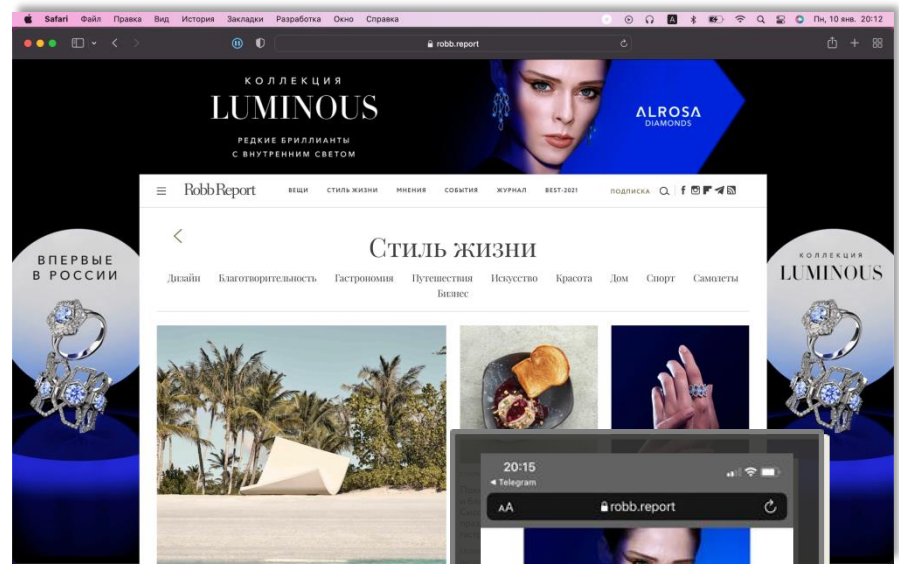 Safari Файл Правка Вид История Закладки Разработка Окно Справка
Пн, 10 янв. 20:12
robb.report
КОЛЛЕКЦИЯ
LUMINOUS
РЕДКИЕ БРИЛЛИАНТЫ
С ВНУТРЕННИМ СВЕТОМ
ALROSA
DIAMONDS
RobbReport ВЕЩИ СТИЛЬ ЖИЗНИ МНЕНИЯ СОБЫТИЯ ЖУРНАЛ BEST-2021 ПОДПИСКА
Стиль жизни
Дизайн Благотворительность Гастрономия Путешествия Искусство Красота Дом Спорт Самолеты
Бизнес
ВПЕРВЫЕ
В РОССИИ
КОЛЛЕКЦИЯ
LUMINOUS
20:15
Telegram
AA robb.report